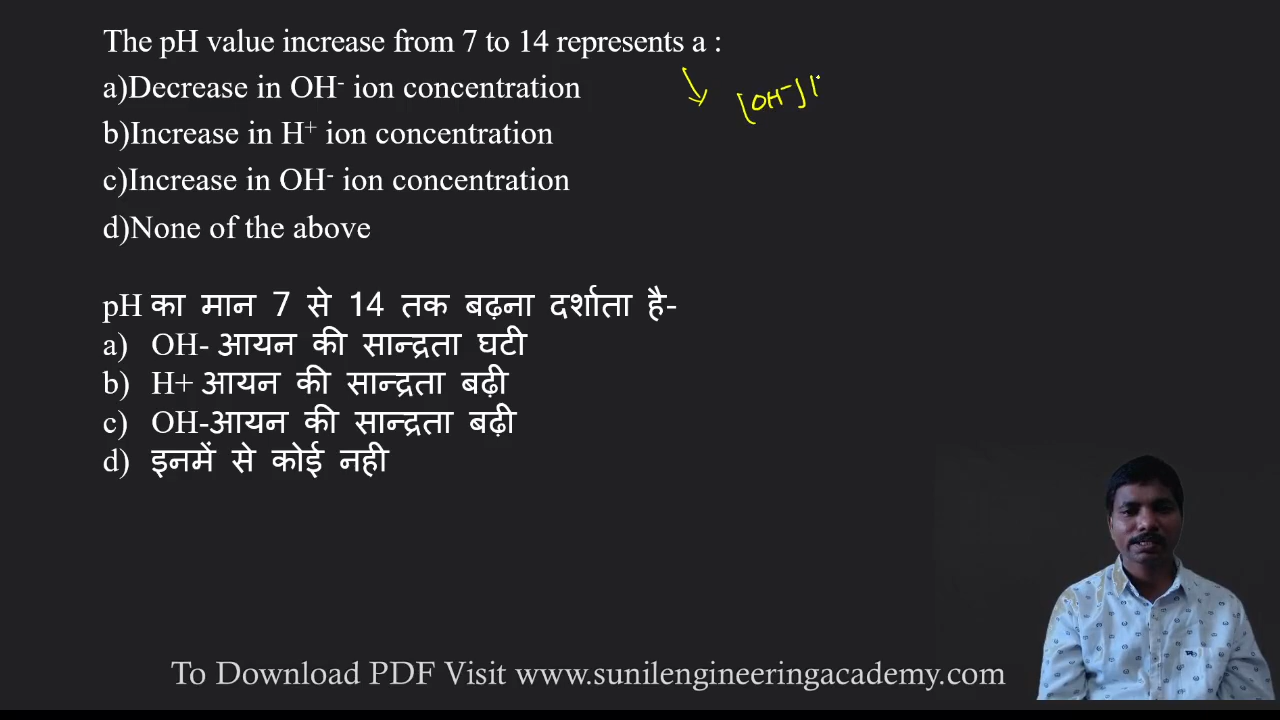 The pH value increase from 7 to 14 represents a :
a)Decrease in OH⁻ ion concentration
[OH⁻]
b)Increase in H⁺ ion concentration
c)Increase in OH⁻ ion concentration
d)None of the above
pH का मान 7 से 14 तक बढ़ना दर्शाता है-
a) OH- आयन की सान्द्रता घटी
b) H+ आयन की सान्द्रता बढ़ी
c) OH-आयन की सान्द्रता बढ़ी
d) इनमें से कोई नही
To Download PDF Visit www.sunilengineeringacademy.com